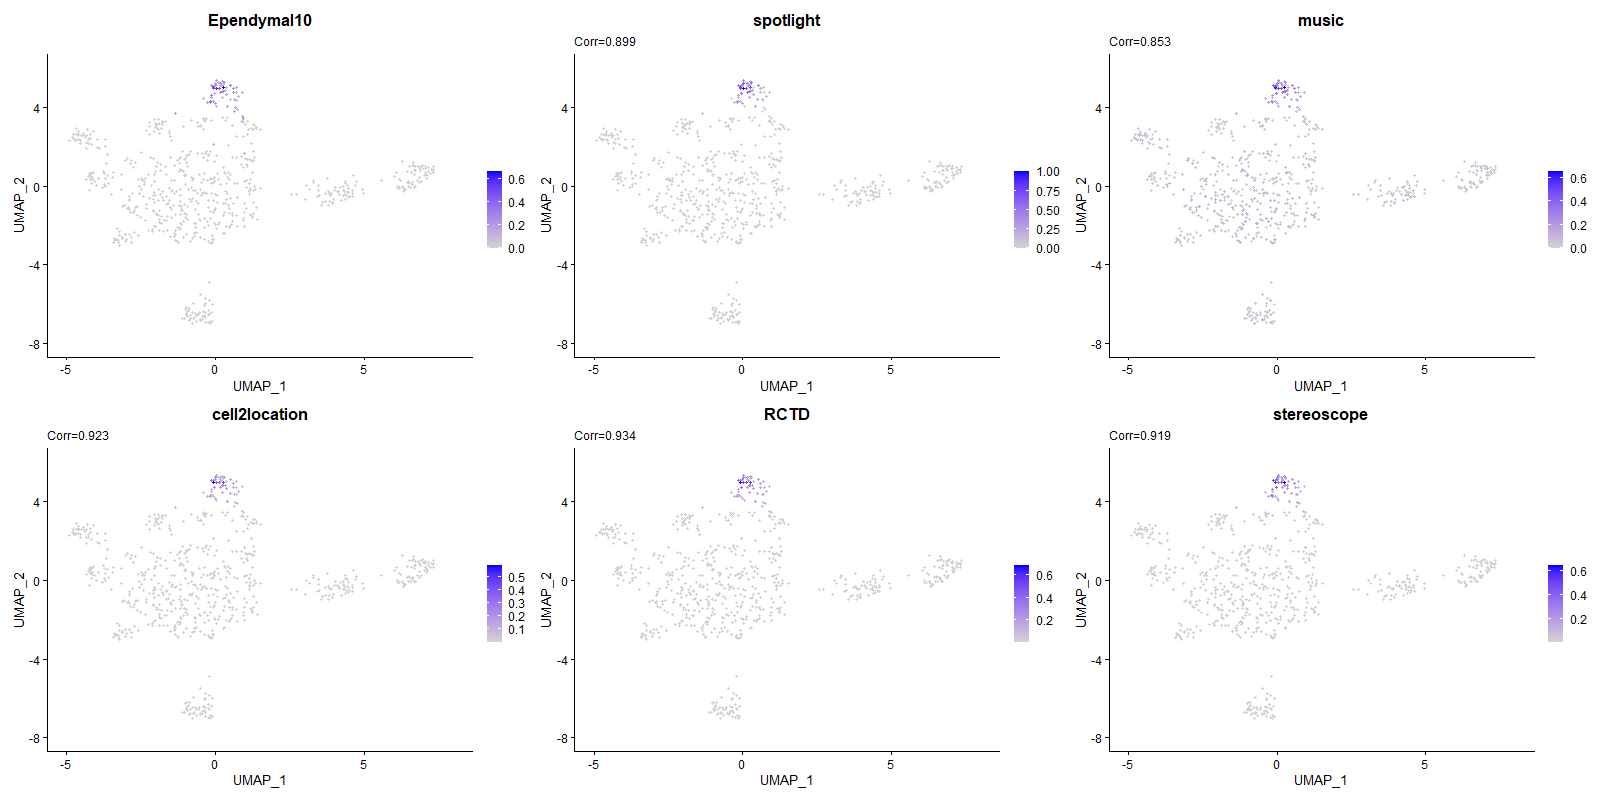 Ependymal10
UMAP_2
4
0
-4
-8
-5
0
5
UMAP_1
0.6
0.4
0.2
0.0
spotlight
Corr=0.899
UMAP_2
4
0
-4
-8
-5
0
5
UMAP_1
1.00
0.75
0.50
0.25
0.00
music
Corr=0.853
UMAP_2
4
0
-4
-8
-5
0
5
UMAP_1
0.6
0.4
0.2
0.0
cell2location
Corr=0.923
UMAP_2
4
0
-4
-8
-5
0
5
UMAP_1
0.5
0.4
0.3
0.2
0.1
RCTD
Corr=0.934
UMAP_2
4
0
-4
-8
-5
0
5
UMAP_1
0.6
0.4
0.2
stereoscope
Corr=0.919
UMAP_2
4
0
-4
-8
-5
0
5
UMAP_1
0.6
0.4
0.2